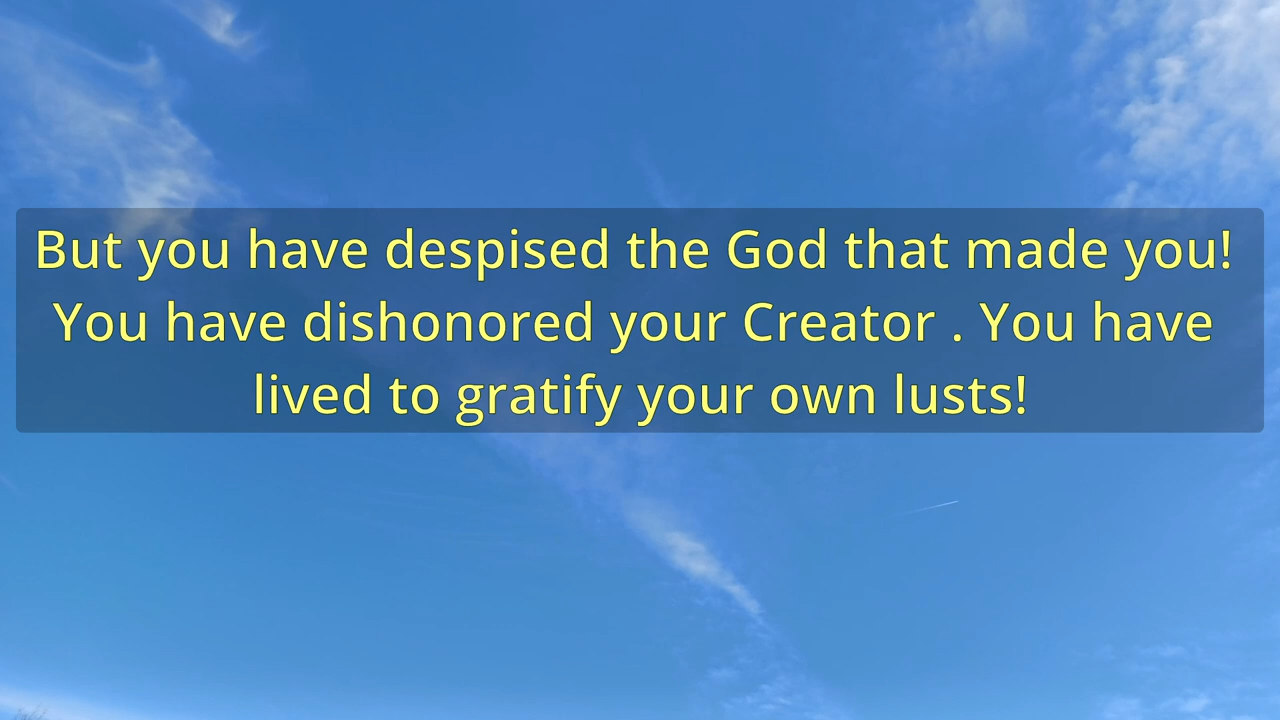 But you have despised the God that made you!
You have dishonored your Creator . You have
lived to gratify your own lusts!